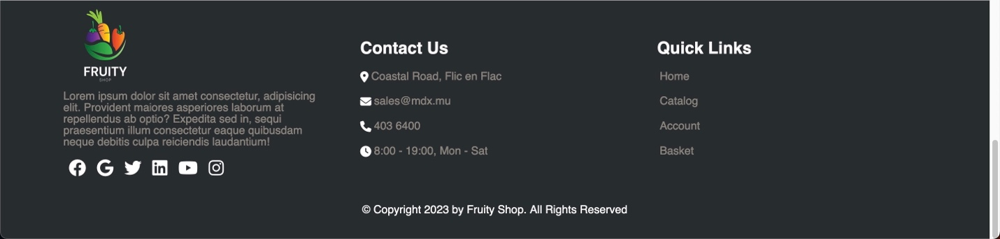 FRUITY
SHOP
Lorem ipsum dolor sit amet consectetur, adipisicing
elit. Provident maiores asperiores laborum at
repellendus ab optio? Expedita sed in, sequi
praesentium illum consectetur eaque quibusdam
neque debitis culpa reiciendis laudantium!
Contact Us
Coastal Road, Flic en Flac
sales@mdx.mu
403 6400
8:00 - 19:00, Mon - Sat
Quick Links
Home
Catalog
Account
Basket
© Copyright 2023 by Fruity Shop. All Rights Reserved